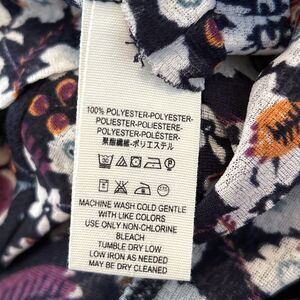 100% POLYESTER-POLYESTER-
POLIESTER-POLIESTERE-
POLYESTER-POLIÉSTER-
聚酯纖維-ポリエステル
MACHINE WASH COLD GENTLE
WITH LIKE COLORS
USE ONLY NON-CHLORINE
BLEACH
TUMBLE DRY LOW
LOW IRON AS NEEDED
MAY BE DRY CLEANED